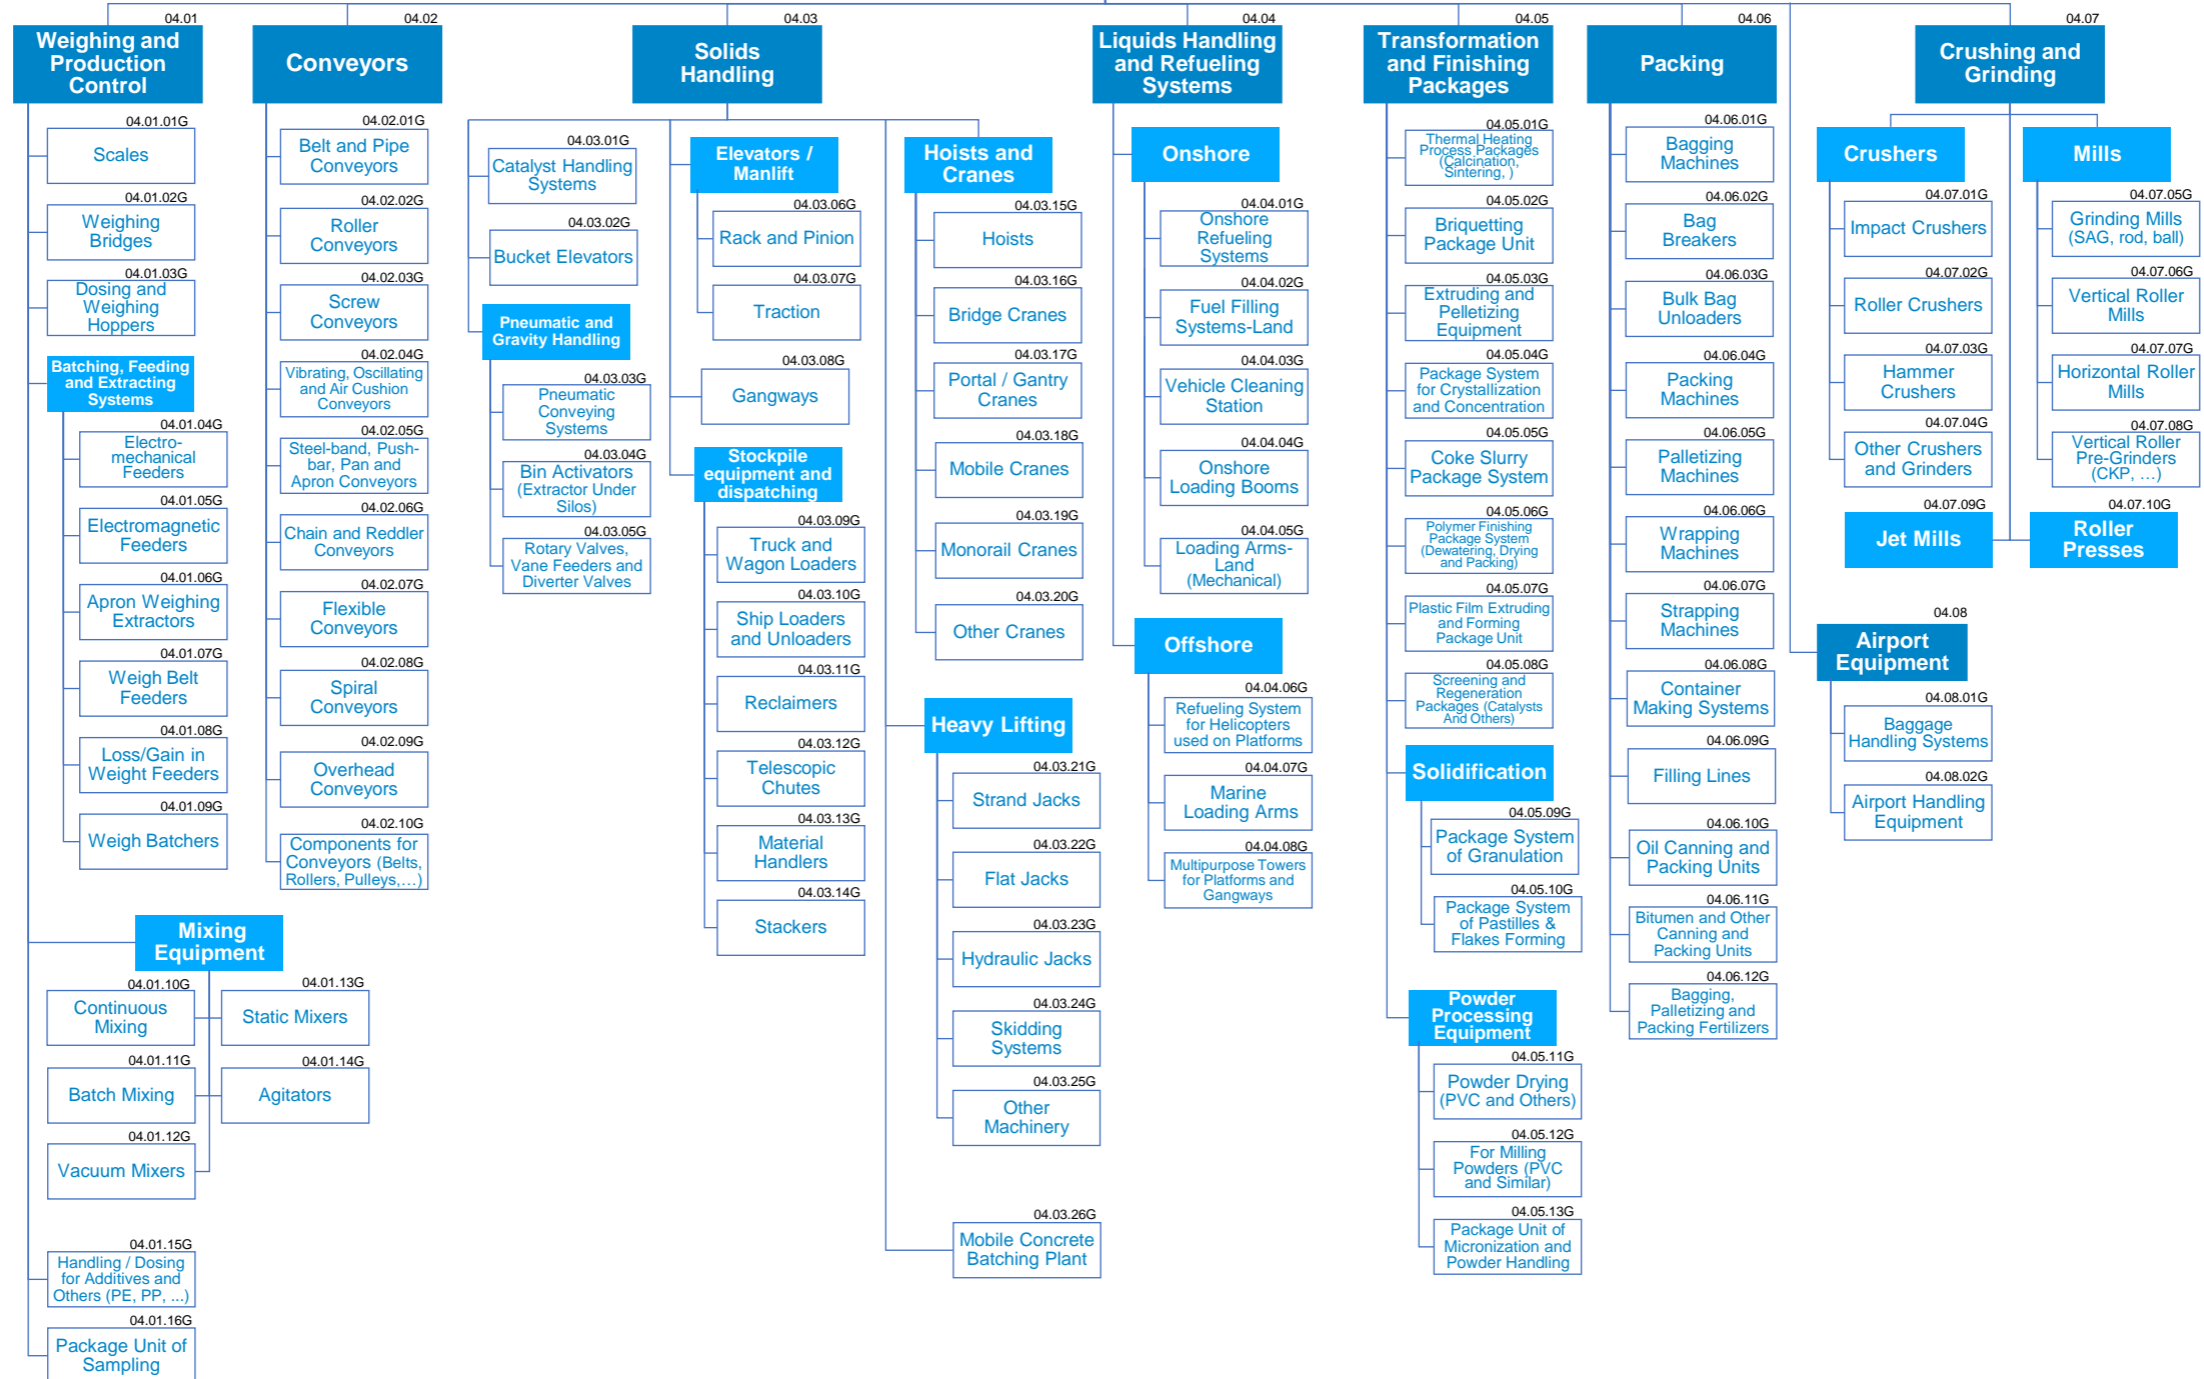 04.01
Weighing and
Production
Control
04.01.01G
Scales
04.01.02G
Weighing
Bridges
04.01.03G
Dosing and
Weighing
Hoppers
Batching, Feeding
and Extracting
Systems
04.01.04G
Electro-
mechanical
Feeders
04.01.05G
Electromagnetic
Feeders
04.01.06G
Apron Weighing
Extractors
04.01.07G
Weigh Belt
Feeders
04.01.08G
Loss/Gain in
Weight Feeders
04.01.09G
Weigh Batchers
Mixing
Equipment
04.01.10G
Continuous
Mixing
04.01.11G
Batch Mixing
04.01.12G
Vacuum Mixers
04.01.13G
Static Mixers
04.01.14G
Agitators
04.01.15G
Handling / Dosing
for Additives and
Others (PE, PP, ...)
04.01.16G
Package Unit of
Sampling
04.02
Conveyors
04.02.01G
Belt and Pipe
Conveyors
04.02.02G
Roller
Conveyors
04.02.03G
Screw
Conveyors
04.02.04G
Vibrating, Oscillating
and Air Cushion
Conveyors
04.02.05G
Steel-band, Push-
bar, Pan and
Apron Conveyors
04.02.06G
Chain and Reddler
Conveyors
04.02.07G
Flexible
Conveyors
04.02.08G
Spiral
Conveyors
04.02.09G
Overhead
Conveyors
04.02.10G
Components for
Conveyors (Belts,
Rollers, Pulleys,…)
04.03
Solids
Handling
04.03.01G
Catalyst Handling
Systems
04.03.02G
Bucket Elevators
Pneumatic and
Gravity Handling
04.03.03G
Pneumatic
Conveying
Systems
04.03.04G
Bin Activators
(Extractor Under
Silos)
04.03.05G
Rotary Valves,
Vane Feeders and
Diverter Valves
Elevators /
Manlift
04.03.06G
Rack and Pinion
04.03.07G
Traction
04.03.08G
Gangways
Stockpile
equipment and
dispatching
04.03.09G
Truck and
Wagon Loaders
04.03.10G
Ship Loaders
and Unloaders
04.03.11G
Reclaimers
04.03.12G
Telescopic
Chutes
04.03.13G
Material
Handlers
04.03.14G
Stackers
Hoists and
Cranes
04.03.15G
Hoists
04.03.16G
Bridge Cranes
04.03.17G
Portal / Gantry
Cranes
04.03.18G
Mobile Cranes
04.03.19G
Monorail Cranes
04.03.20G
Other Cranes
Heavy Lifting
04.03.21G
Strand Jacks
04.03.22G
Flat Jacks
04.03.23G
Hydraulic Jacks
04.03.24G
Skidding
Systems
04.03.25G
Other
Machinery
04.03.26G
Mobile Concrete
Batching Plant
04.04
Liquids Handling
and Refueling
Systems
Onshore
04.04.01G
Onshore
Refueling
Systems
04.04.02G
Fuel Filling
Systems-Land
04.04.03G
Vehicle Cleaning
Station
04.04.04G
Onshore
Loading Booms
04.04.05G
Loading Arms-
Land
(Mechanical)
Offshore
04.04.06G
Refueling System
for Helicopters
used on Platforms
04.04.07G
Marine
Loading Arms
04.04.08G
Multipurpose Towers
for Platforms and
Gangways
04.05
Transformation
and Finishing
Packages
04.05.01G
Thermal Heating
Process Packages
(Calcination,
Sintering, )
04.05.02G
Briquetting
Package Unit
04.05.03G
Extruding and
Pelletizing
Equipment
04.05.04G
Package System
for Crystallization
and Concentration
04.05.05G
Coke Slurry
Package System
04.05.06G
Polymer Finishing
Package System
(Dewatering, Drying
and Packing)
04.05.07G
Plastic Film Extruding
and Forming
Package Unit
04.05.08G
Screening and
Regeneration
Packages (Catalysts
And Others)
Solidification
04.05.09G
Package System
of Granulation
04.05.10G
Package System
of Pastilles &
Flakes Forming
Powder
Processing
Equipment
04.05.11G
Powder Drying
(PVC and Others)
04.05.12G
For Milling
Powders (PVC
and Similar)
04.05.13G
Package Unit of
Micronization and
Powder Handling
04.06
Packing
04.06.01G
Bagging
Machines
04.06.02G
Bag
Breakers
04.06.03G
Bulk Bag
Unloaders
04.06.04G
Packing
Machines
04.06.05G
Palletizing
Machines
04.06.06G
Wrapping
Machines
04.06.07G
Strapping
Machines
04.06.08G
Container
Making Systems
04.06.09G
Filling Lines
04.06.10G
Oil Canning and
Packing Units
04.06.11G
Bitumen and Other
Canning and
Packing Units
04.06.12G
Bagging,
Palletizing and
Packing Fertilizers
04.07
Crushing and
Grinding
Crushers
04.07.01G
Impact Crushers
04.07.02G
Roller Crushers
04.07.03G
Hammer
Crushers
04.07.04G
Other Crushers
and Grinders
Mills
04.07.05G
Grinding Mills
(SAG, rod, ball)
04.07.06G
Vertical Roller
Mills
04.07.07G
Horizontal Roller
Mills
04.07.08G
Vertical Roller
Pre-Grinders
(CKP, …)
04.07.09G
Jet Mills
04.07.10G
Roller
Presses
04.08
Airport
Equipment
04.08.01G
Baggage
Handling Systems
04.08.02G
Airport Handling
Equipment